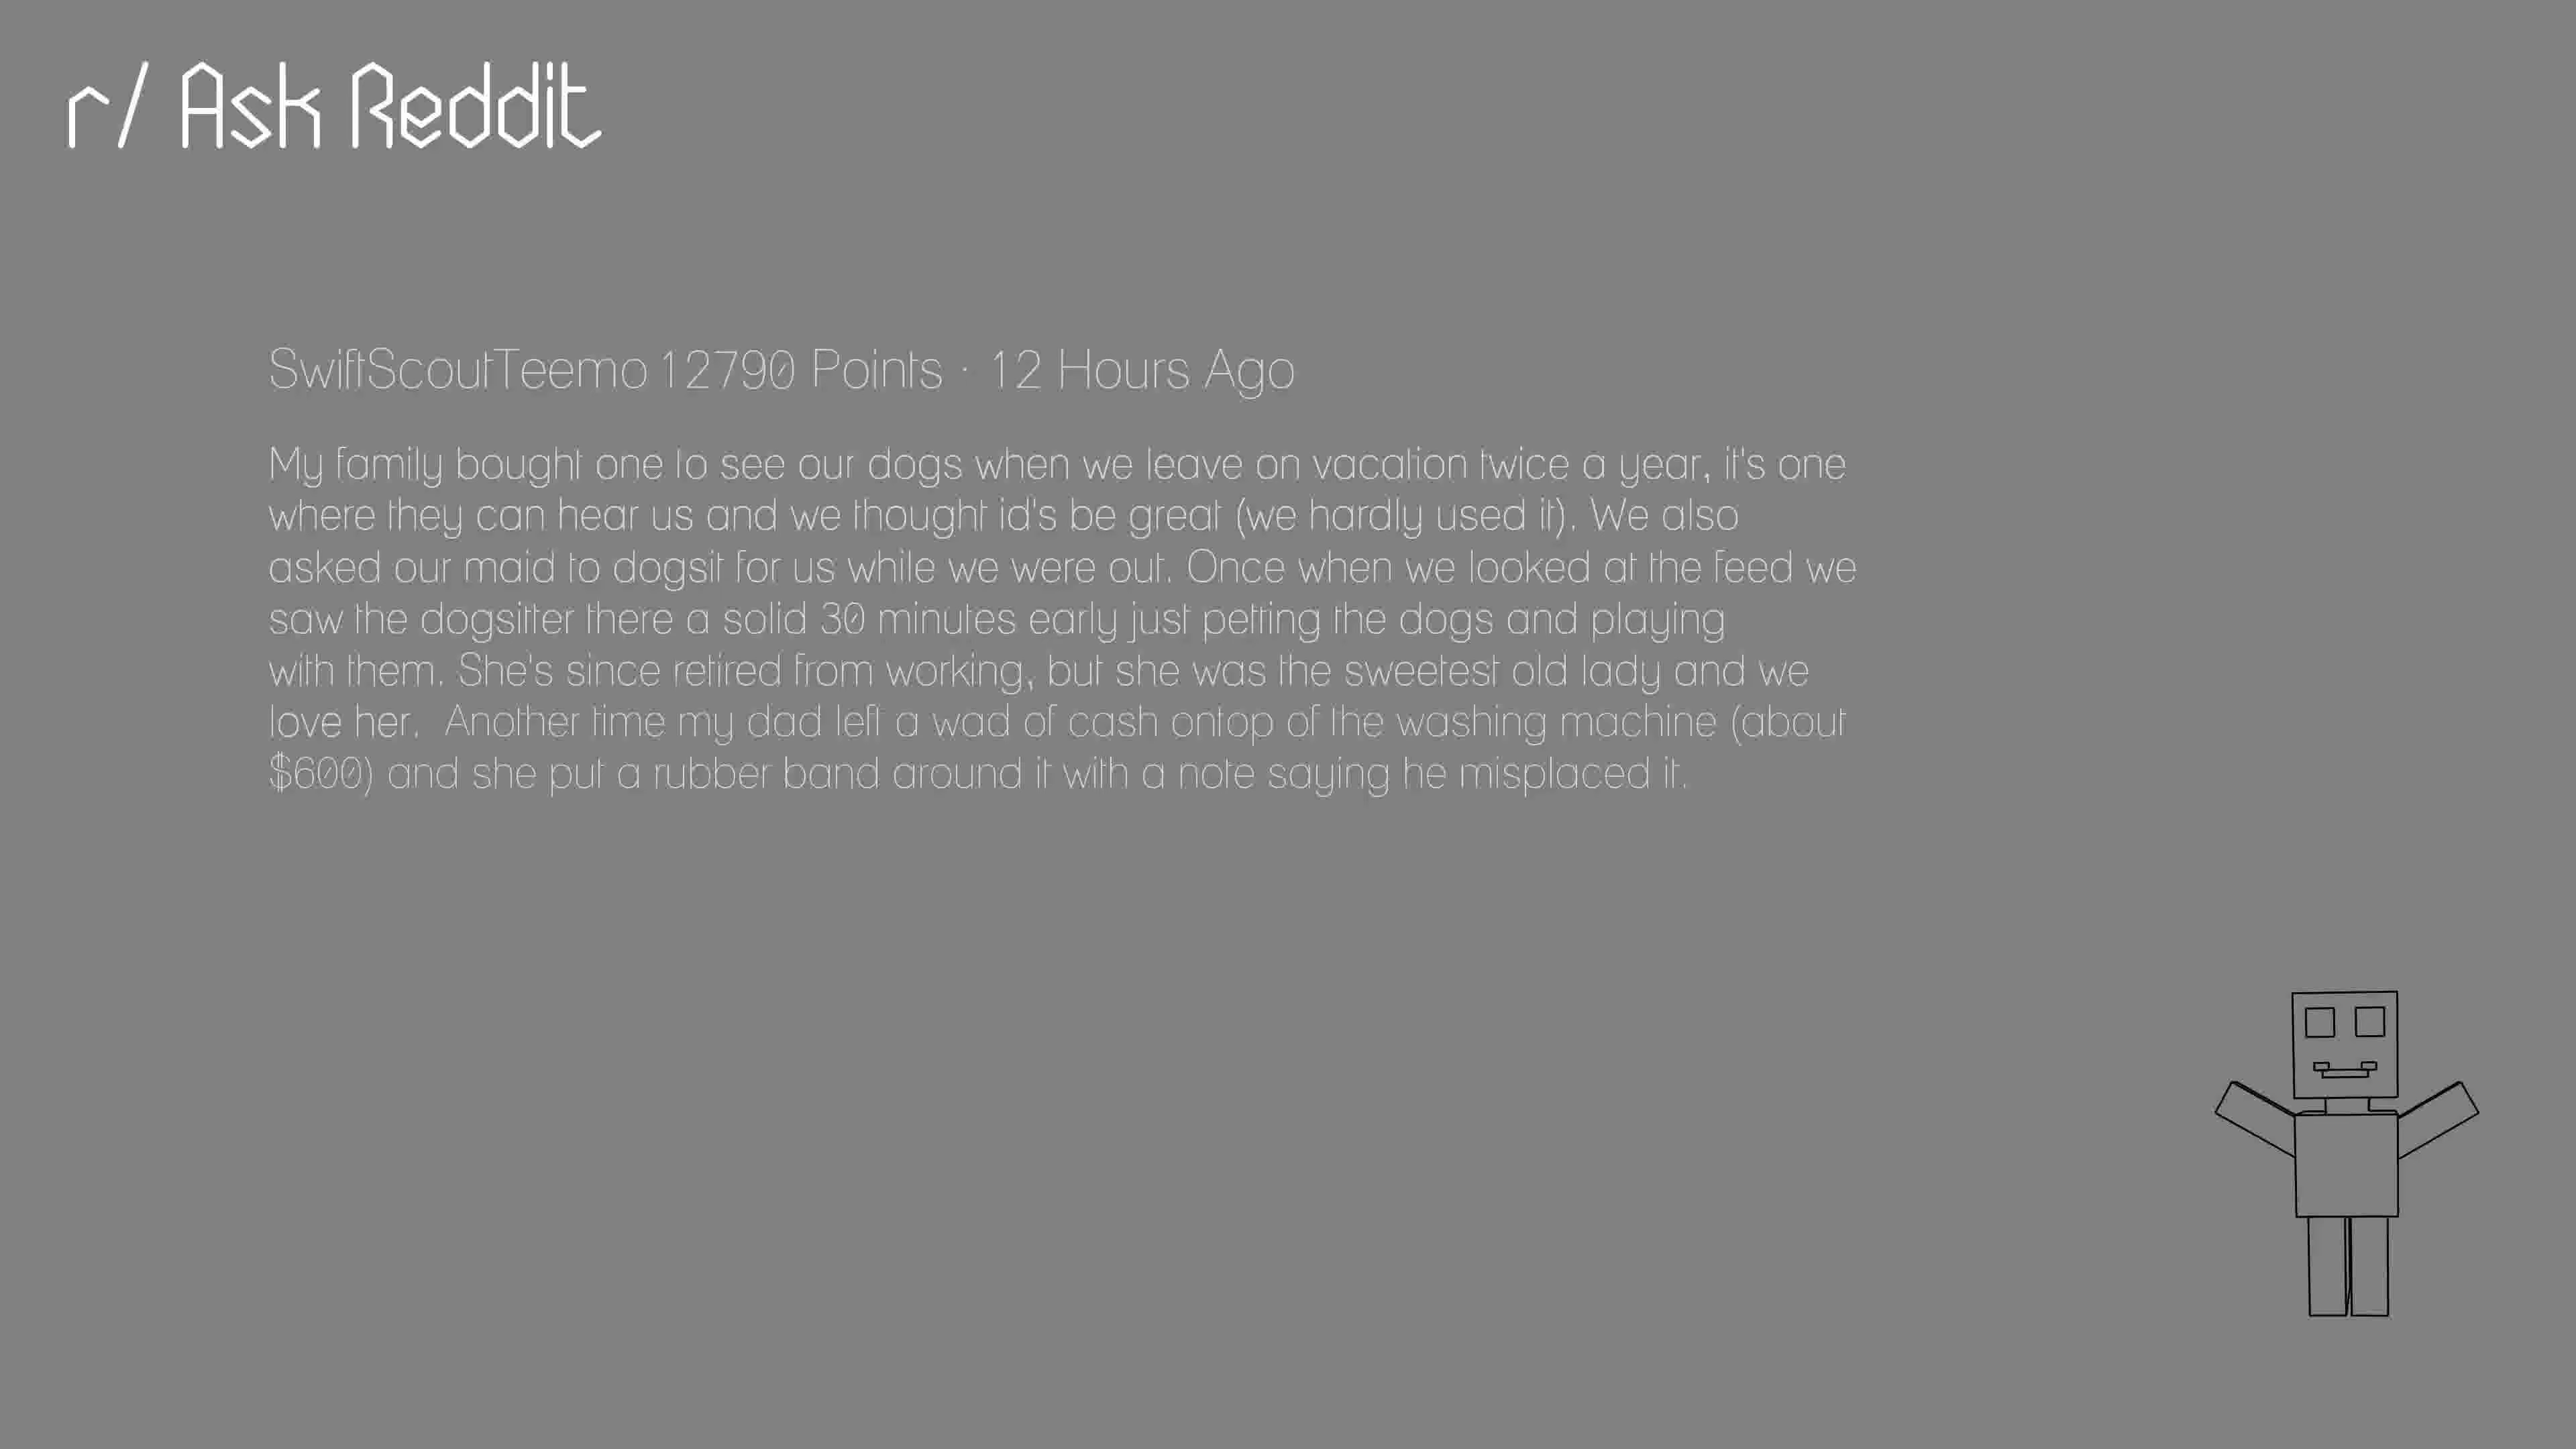 r/ Ask Reddit
SwiftScoutTeemo 12790 Points · 12 Hours Ago
My family bought one to see our dogs when we leave on vacation twice a year, it's one
where they can hear us and we thought id's be great (we hardly used it). We also
asked our maid to dogsit for us while we were out. Once when we looked at the feed we
saw the dogsitter there a solid 30 minutes early just petting the dogs and playing
with them. She's since retired from working, but she was the sweetest old lady and we
love her.  Another time my dad left a wad of cash ontop of the washing machine (about
$600) and she put a rubber band around it with a note saying he misplaced it.